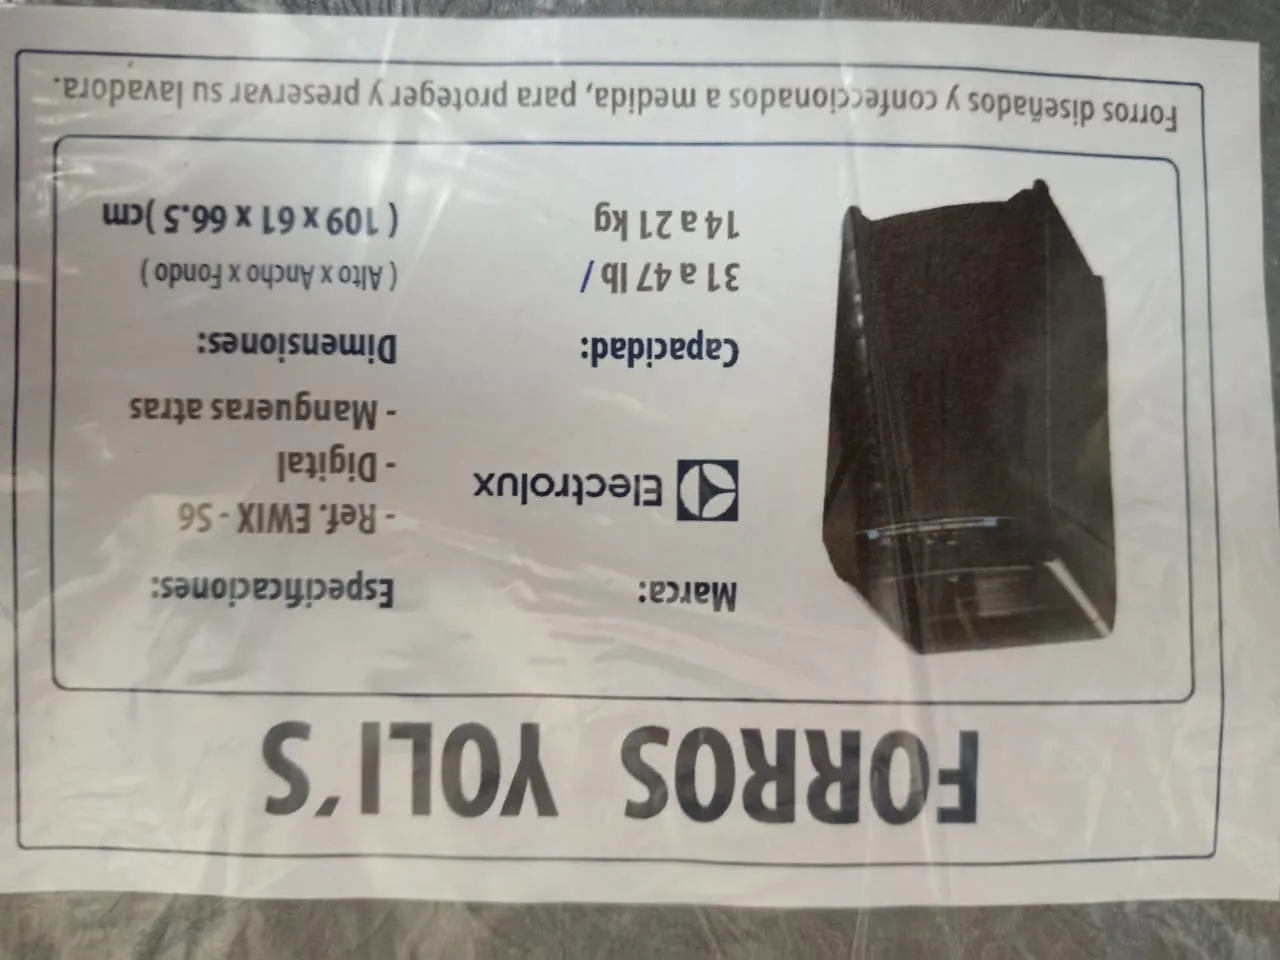 FORROS YOLI'S
Marca:
Electrolux
Capacidad:
31 a 47 lb /
14 a 21 kg
Especificaciones:
- Ref. EWIX - S6
- Digital
- Mangueras atras
Dimensiones:
( Alto x Ancho x Fondo )
( 109 x 61 x 66.5 )cm
Forros diseñados y confeccionados a medida, para proteger y preservar su lavadora.